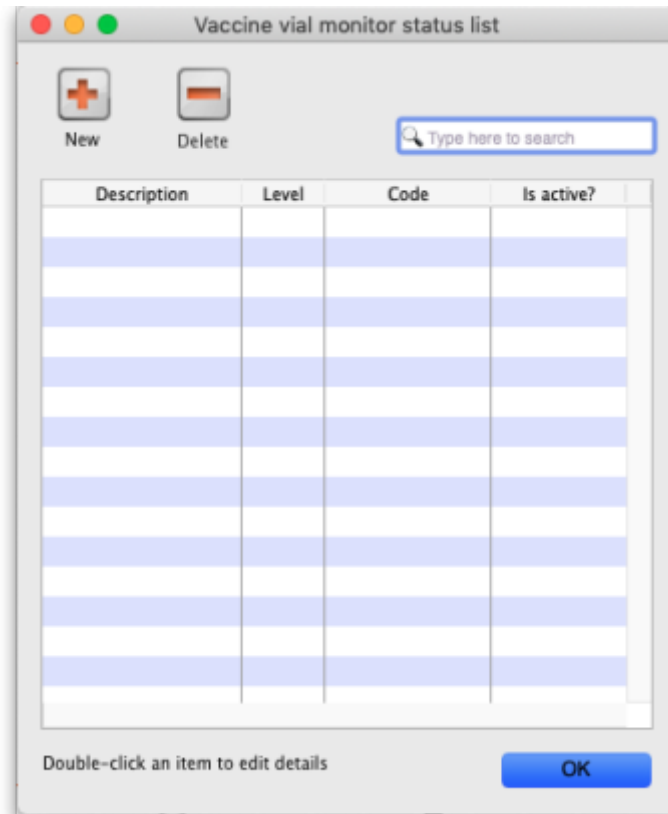 Vaccine vial monitor status list
New Delete
Type here to search
Description Level Code Is active?
Double-click an item to edit details
OK